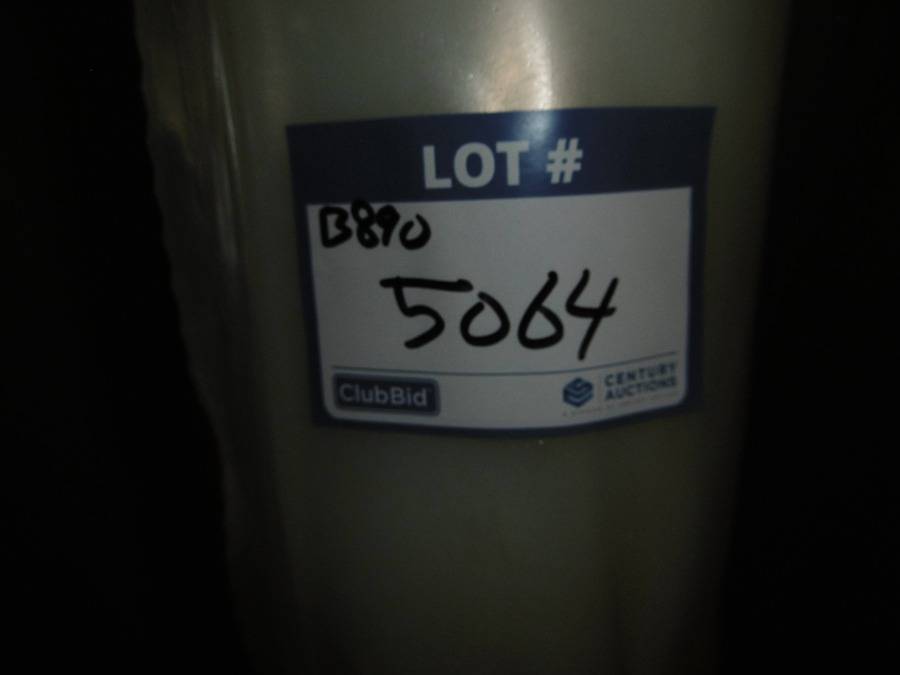 LOT #
B890
5064
ClubBid
CENTURY
AUCTIONS